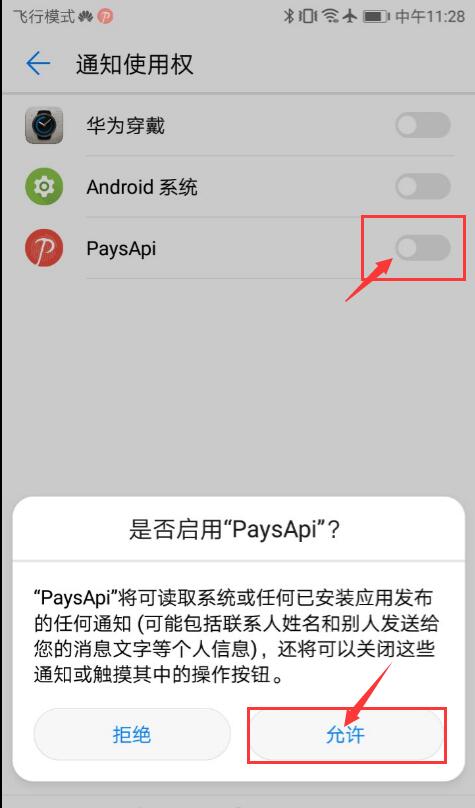 飞行模式
中午11:28
通知使用权
华为穿戴
Android 系统
PaysApi
是否启用“PaysApi”?
“PaysApi”将可读取系统或任何已安装应用发布
的任何通知 (可能包括联系人姓名和别人发送给
您的消息文字等个人信息)，还将可以关闭这些
通知或触摸其中的操作按钮。
拒绝
允许